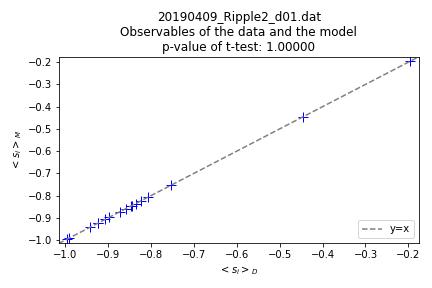 20190409_Ripple2_d01.dat
Observables of the data and the model
p-value of t-test: 1.00000
−0.2
−0.3
−0.4
−0.5
−0.6
−0.7
−0.8
−0.9
−1.0
< s_i >_M
y=x
−1.0 −0.9 −0.8 −0.7 −0.6 −0.5 −0.4 −0.3 −0.2
< s_i >_D